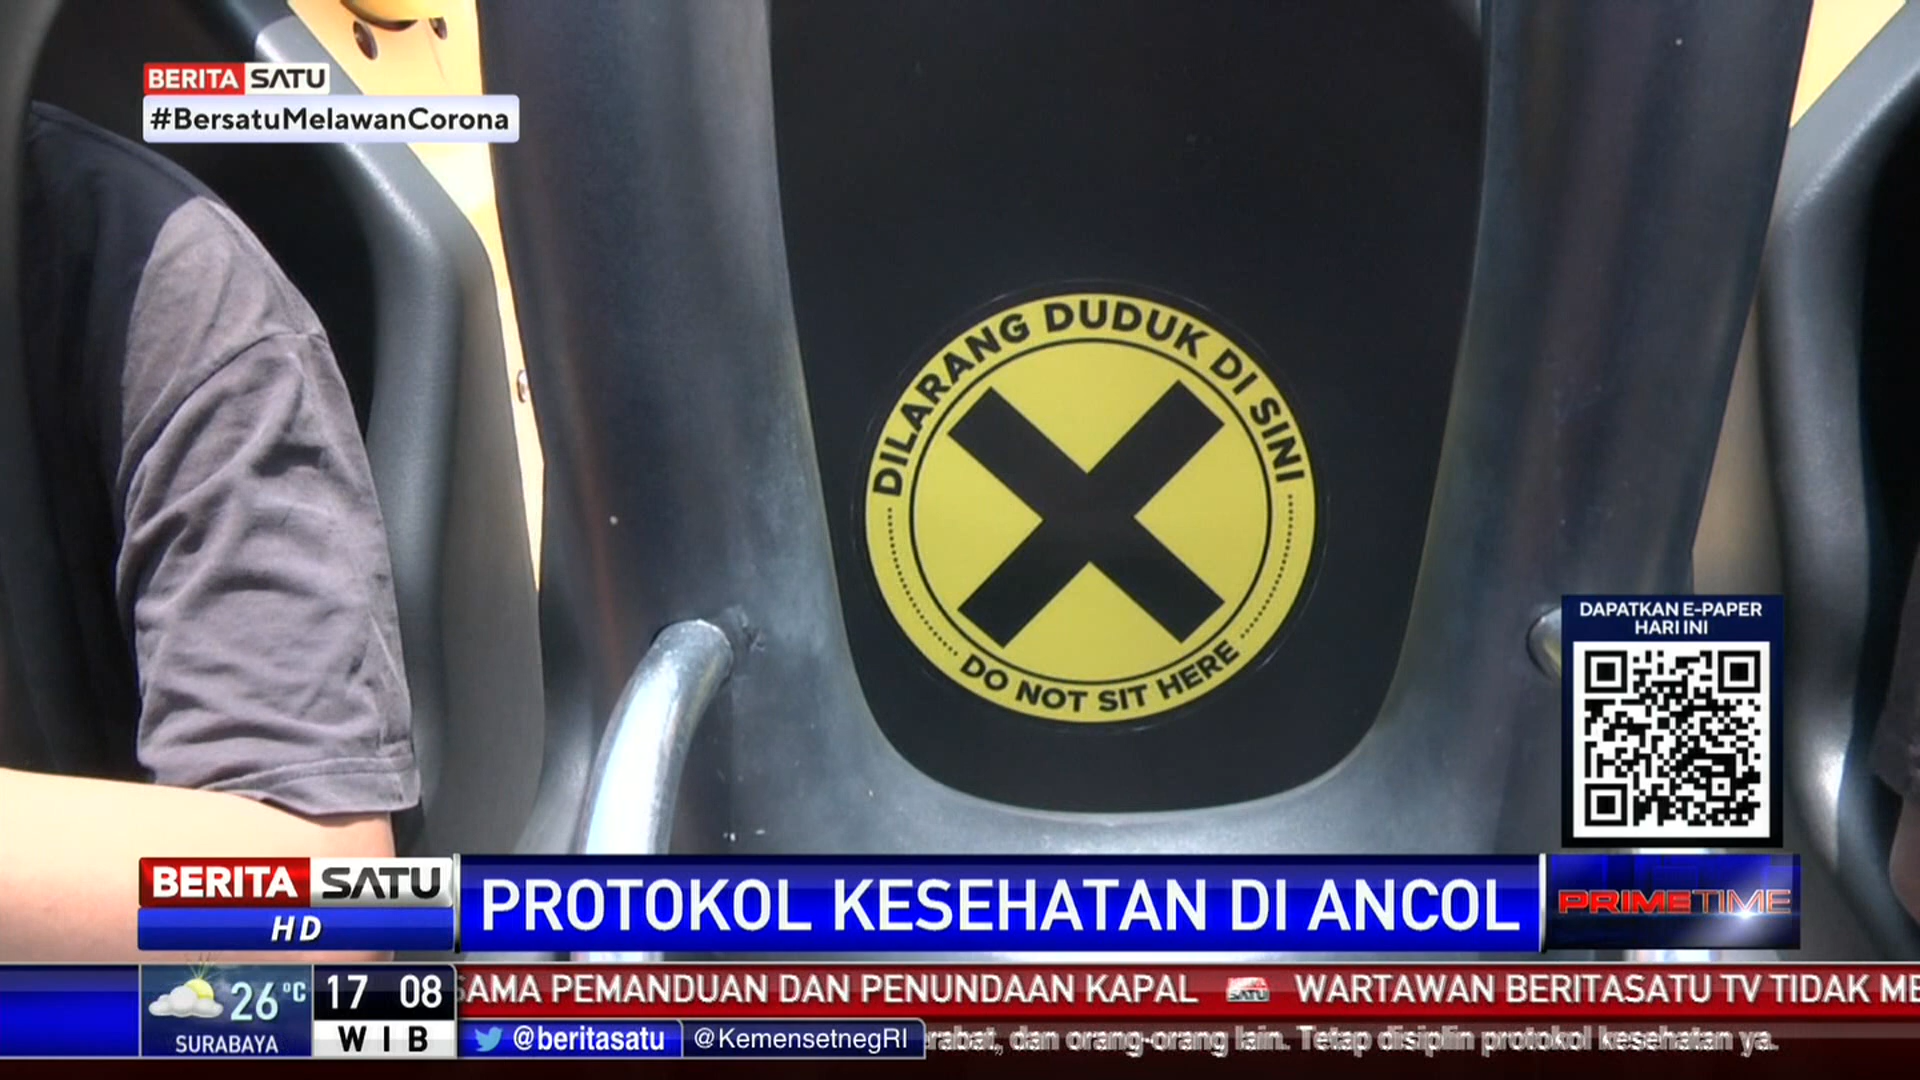 BERITA SATU
#BersatuMelawanCorona
DILARANG DUDUK DI SINI
DO NOT SIT HERE
DAPATKAN E-PAPER
HARI INI
BERITA SATU
HD
PROTOKOL KESEHATAN DI ANCOL
PRIMETIME
26°C
SURABAYA
17 08
WIB
SAMA PEMANDUAN DAN PENUNDAAN KAPAL SATU WARTAWAN BERITASATU TV TIDAK ME
@beritasatu @KemensetnegRI dan orang-orang lain. Tetap disiplin protokol kesehatan ya.